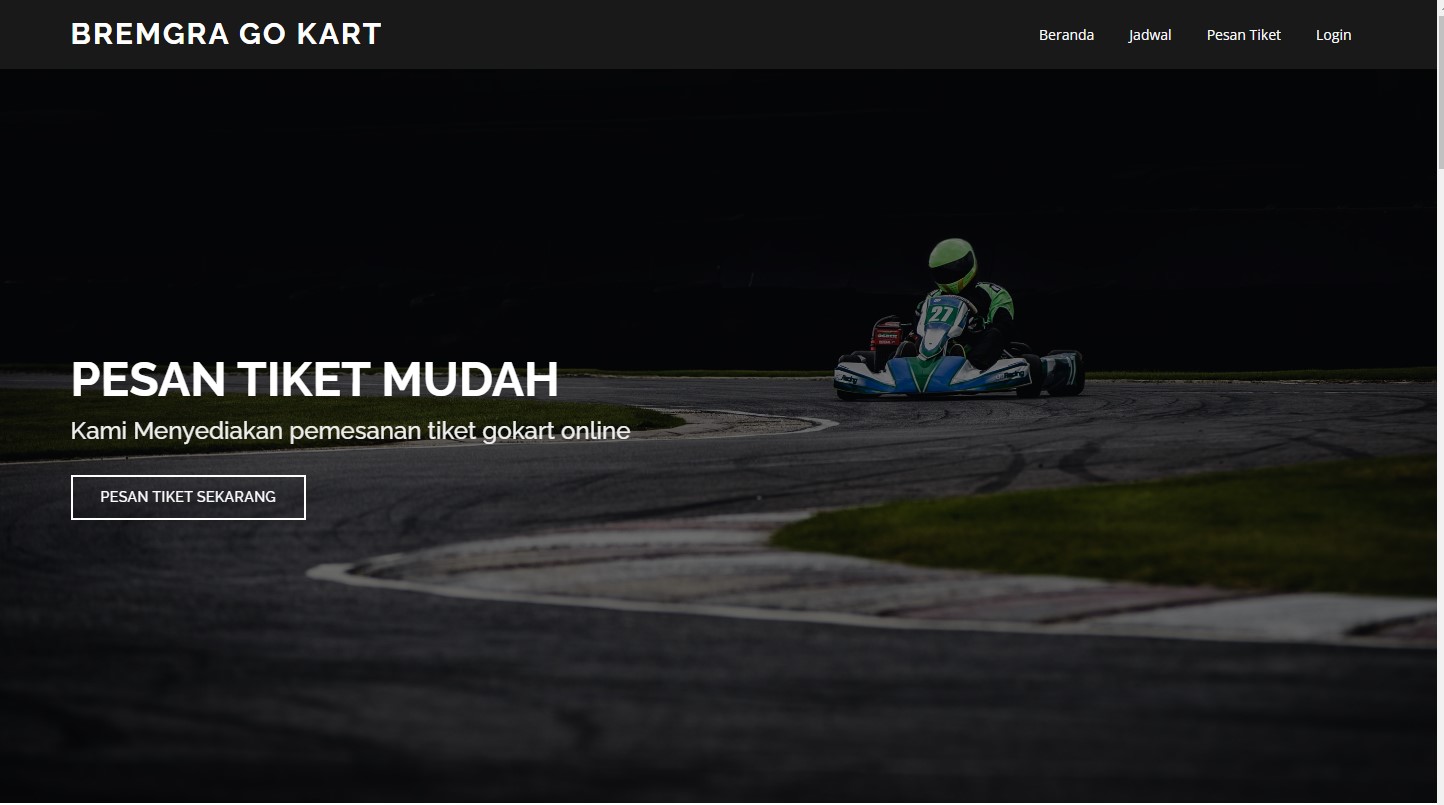 BREMGRA GO KART
Beranda Jadwal Pesan Tiket Login
27
PESAN TIKET MUDAH
Kami Menyediakan pemesanan tiket gokart online
PESAN TIKET SEKARANG